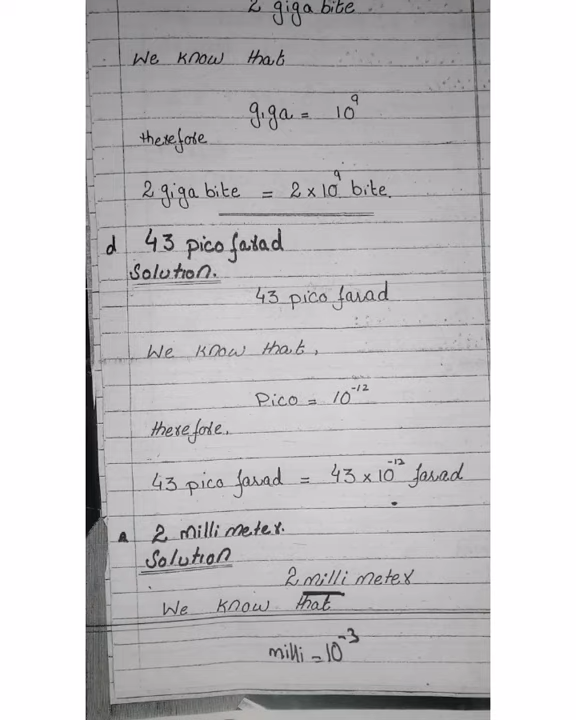 2 giga bite
We know that
giga = 10⁹
therefore
2 giga bite = 2 × 10⁹ bite.
d 43 pico farad
Solution.
43 pico farad
We know that,
Pico = 10⁻¹²
therefore,
43 pico farad = 43 × 10⁻¹² farad
A 2 milli meter.
Solution
2 milli meter
We know that
milli = 10⁻³